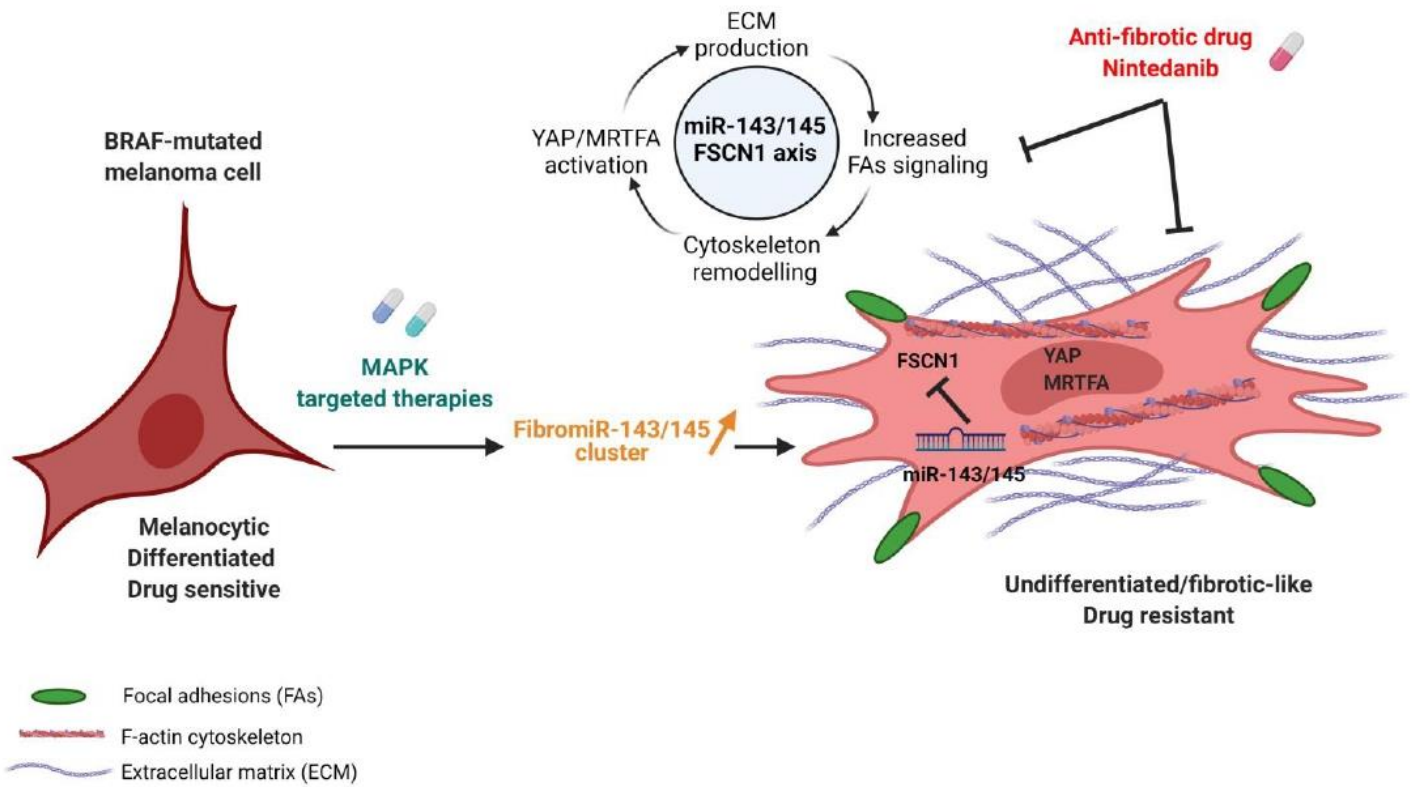 ECM
production
Anti-fibrotic drug
Nintedanib
BRAF-mutated
melanoma cell
YAP/MRTFA
activation
miR-143/145
FSCN1 axis
Increased
FAs signaling
Cytoskeleton
remodelling
MAPK
targeted therapies
FibromiR-143/145
cluster
FSCN1
YAP
MRTFA
miR-143/145
Melanocytic
Differentiated
Drug sensitive
Undifferentiated/fibrotic-like
Drug resistant
Focal adhesions (FAs)
F-actin cytoskeleton
Extracellular matrix (ECM)